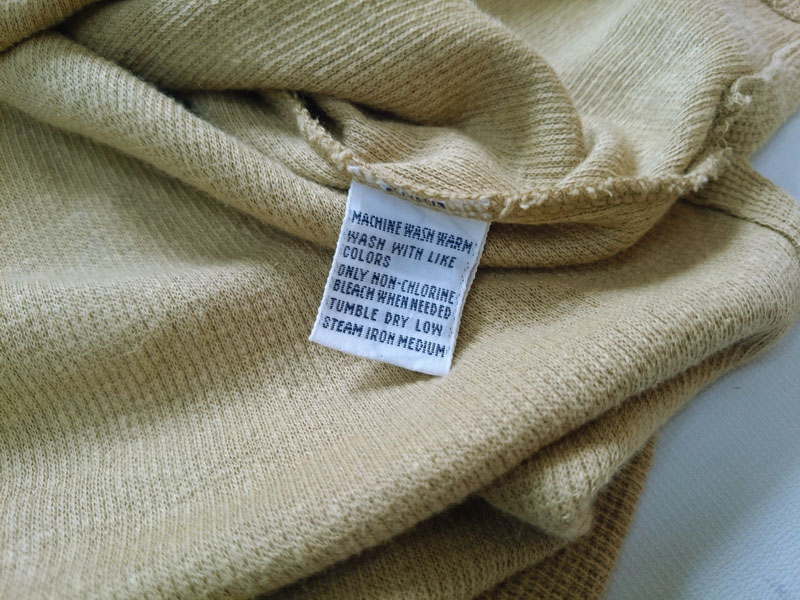 MACHINE WASH WARM
WASH WITH LIKE
COLORS
ONLY NON-CHLORINE
BLEACH WHEN NEEDED
TUMBLE DRY LOW
STEAM IRON MEDIUM